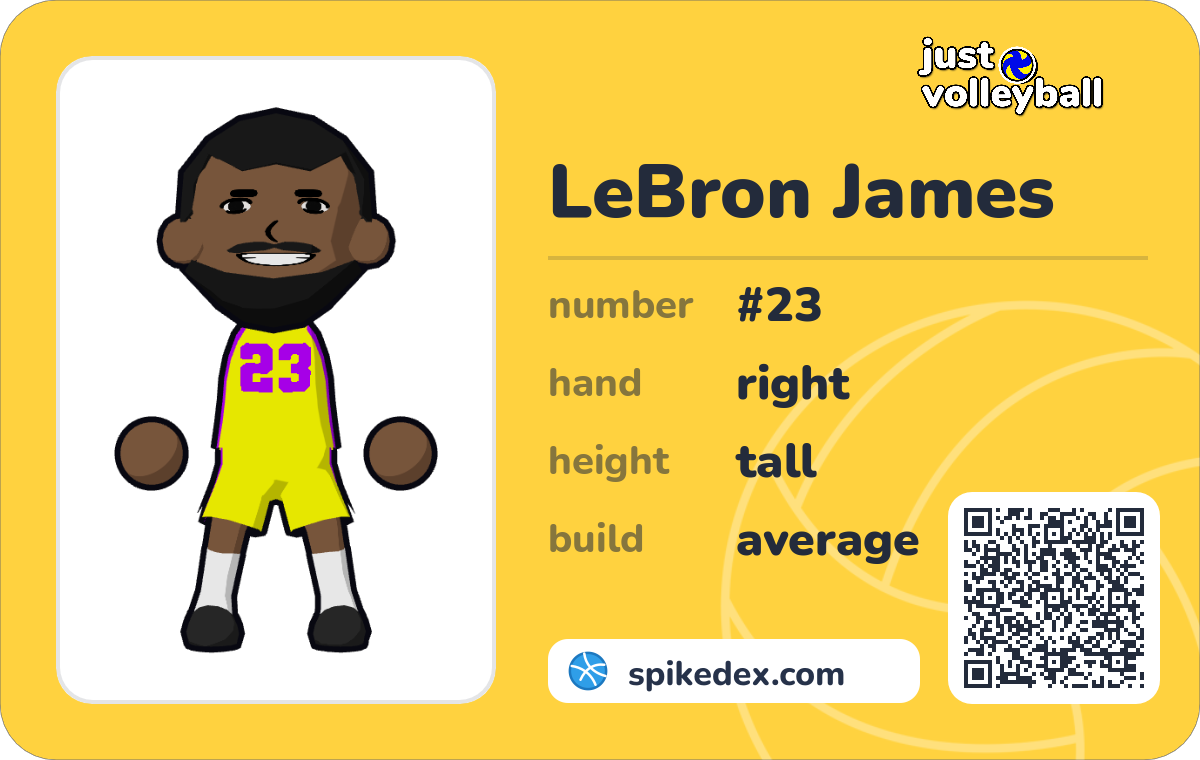 just
volleyball
LeBron James
number #23
hand right
height tall
build average
23
spikedex.com